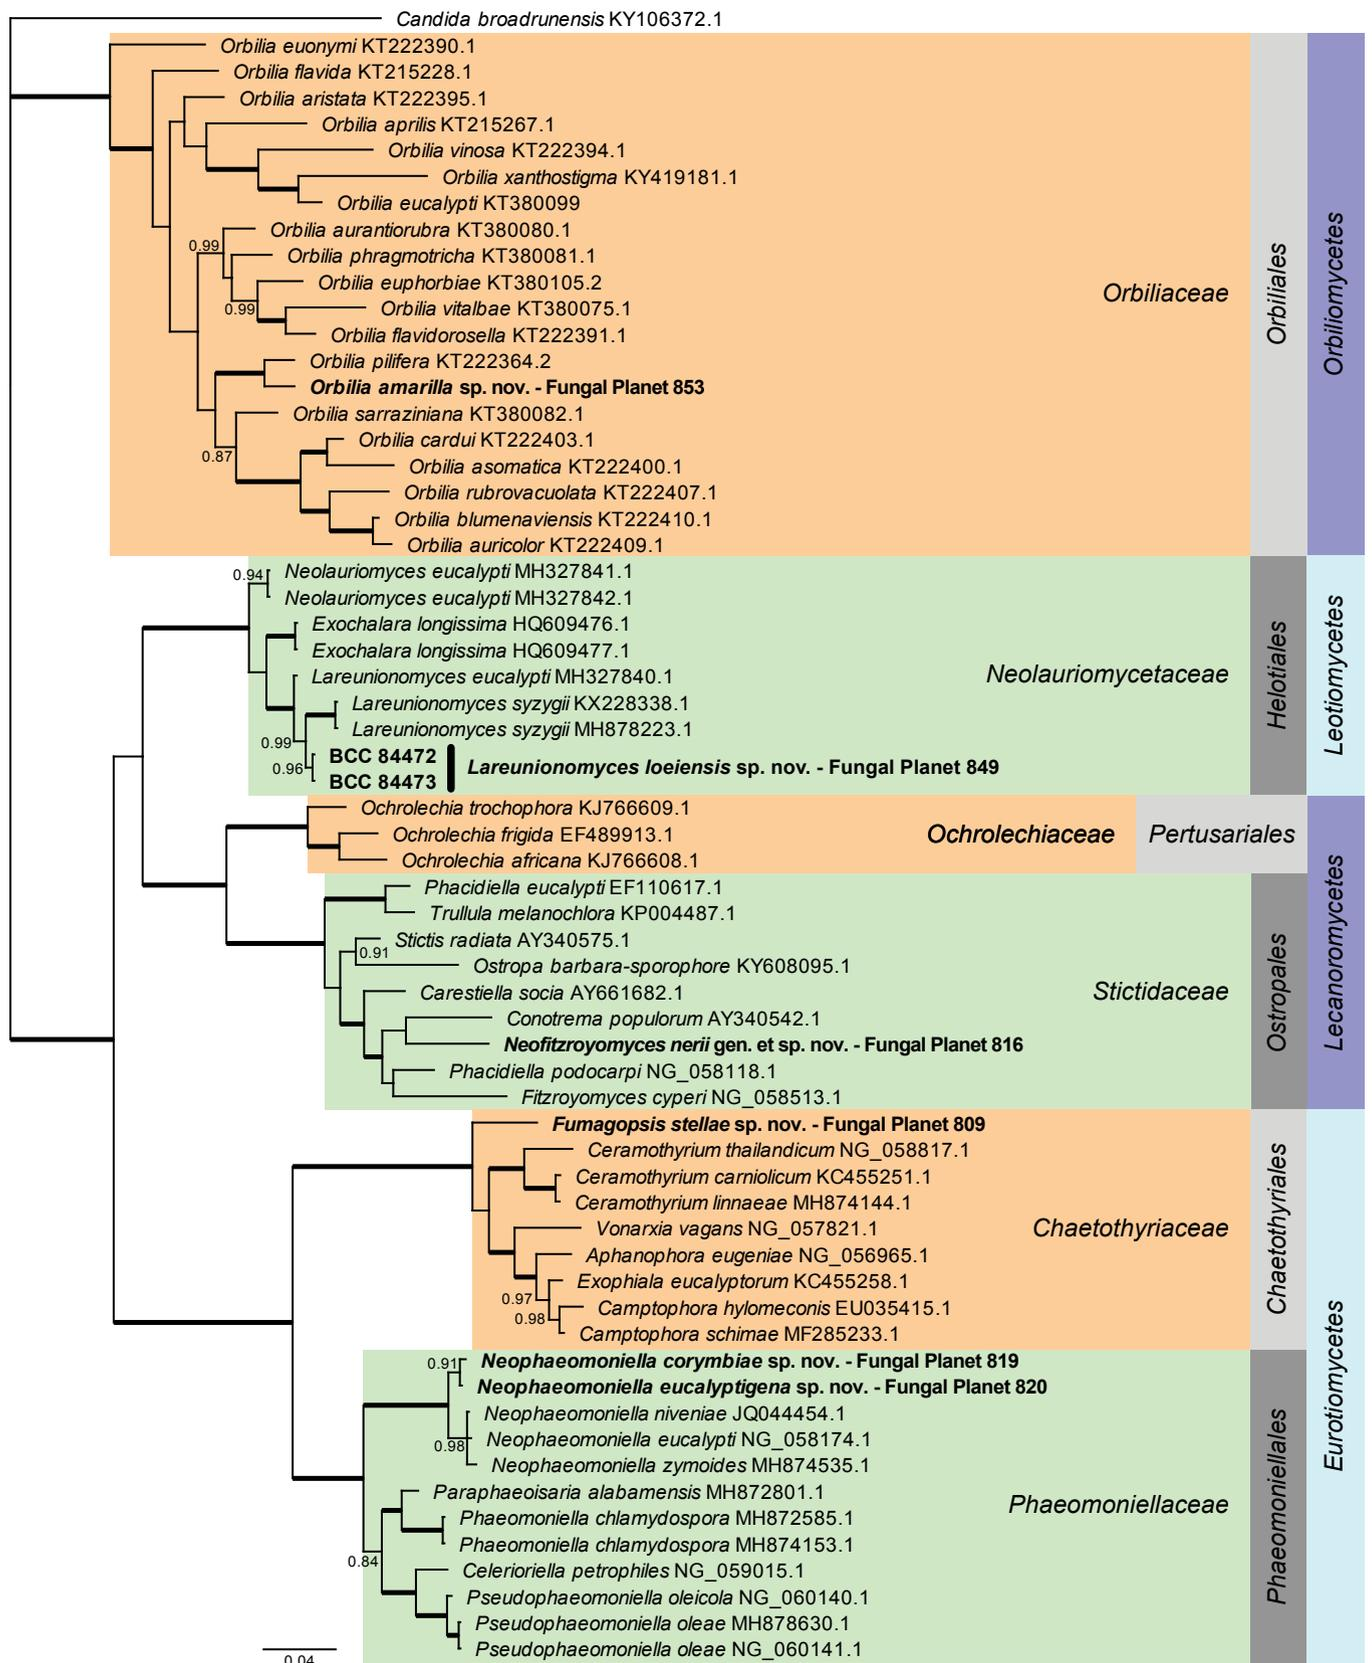 Candida broadrunensis KY106372.1
Orbilia euonymi KT222390.1
Orbilia flavida KT215228.1
Orbilia aristata KT222395.1
Orbilia aprilis KT215267.1
Orbilia vinosa KT222394.1
Orbilia xanthostigma KY419181.1
Orbilia eucalypti KT380099
Orbilia aurantiorubra KT380080.1
0.99
Orbilia phragmotricha KT380081.1
Orbilia euphorbiae KT380105.2
0.99
Orbilia vitalbae KT380075.1
Orbilia flavidorosella KT222391.1
Orbilia pilifera KT222364.2
Orbilia amarilla sp. nov. - Fungal Planet 853
Orbilia sarraziniana KT380082.1
Orbilia cardui KT222403.1
0.87
Orbilia asomatica KT222400.1
Orbilia rubrovacuolata KT222407.1
Orbilia blumenaviensis KT222410.1
Orbilia auricolor KT222409.1
Orbiliaceae
Orbiliales
Orbiliomycetes
0.94
Neolauriomyces eucalypti MH327841.1
Neolauriomyces eucalypti MH327842.1
Exochalara longissima HQ609476.1
Exochalara longissima HQ609477.1
Lareunionomyces eucalypti MH327840.1
Lareunionomyces syzygii KX228338.1
Lareunionomyces syzygii MH878223.1
0.99
BCC 84472
0.96
BCC 84473
Lareunionomyces loeiensis sp. nov. - Fungal Planet 849
Neolauriomycetaceae
Helotiales
Leotiomycetes
Ochrolechia trochophora KJ766609.1
Ochrolechia frigida EF489913.1
Ochrolechia africana KJ766608.1
Ochrolechiaceae
Pertusariales
Phacidiella eucalypti EF110617.1
Trullula melanochlora KP004487.1
Stictis radiata AY340575.1
0.91
Ostropa barbara-sporophore KY608095.1
Carestiella socia AY661682.1
Conotrema populorum AY340542.1
Neofitzroyomyces nerii gen. et sp. nov. - Fungal Planet 816
Phacidiella podocarpi NG_058118.1
Fitzroyomyces cyperi NG_058513.1
Stictidaceae
Ostropales
Lecanoromycetes
Fumagopsis stellae sp. nov. - Fungal Planet 809
Ceramothyrium thailandicum NG_058817.1
Ceramothyrium carniolicum KC455251.1
Ceramothyrium linnaeae MH874144.1
Vonarxia vagans NG_057821.1
Aphanophora eugeniae NG_056965.1
Exophiala eucalyptorum KC455258.1
0.97
Camptophora hylomeconis EU035415.1
0.98
Camptophora schimae MF285233.1
Chaetothyriaceae
Chaetothyriales
0.91
Neophaeomoniella corymbiae sp. nov. - Fungal Planet 819
Neophaeomoniella eucalyptigena sp. nov. - Fungal Planet 820
Neophaeomoniella niveniae JQ044454.1
Neophaeomoniella eucalypti NG_058174.1
0.98
Neophaeomoniella zymoides MH874535.1
Paraphaeoisaria alabamensis MH872801.1
Phaeomoniella chlamydospora MH872585.1
Phaeomoniella chlamydospora MH874153.1
0.84
Celerioriella petrophiles NG_059015.1
Pseudophaeomoniella oleicola NG_060140.1
Pseudophaeomoniella oleae MH878630.1
Pseudophaeomoniella oleae NG_060141.1
Phaeomoniellaceae
Phaeomoniellales
Eurotiomycetes
0.04